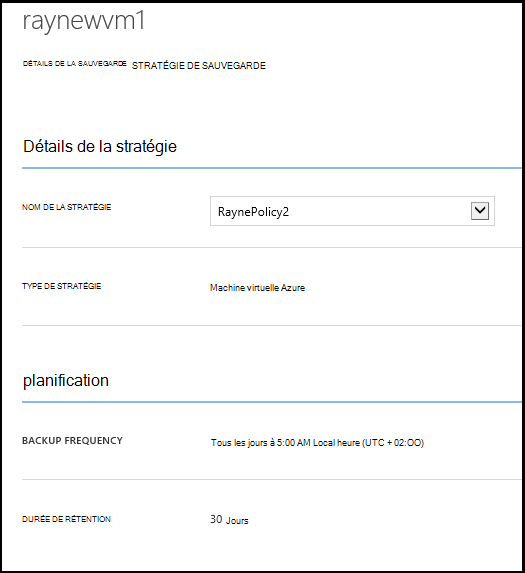 raynewvm1
DÉTAILS DE LA SAUVEGARDE STRATÉGIE DE SAUVEGARDE
Détails de la stratégie
NOM DE LA STRATÉGIE RaynePolicy2
TYPE DE STRATÉGIE Machine virtuelle Azure
planification
BACKUP FREQUENCY Tous les jours à 5:00 AM Local heure (UTC + 02:OO)
DURÉE DE RÉTENTION 30 Jours